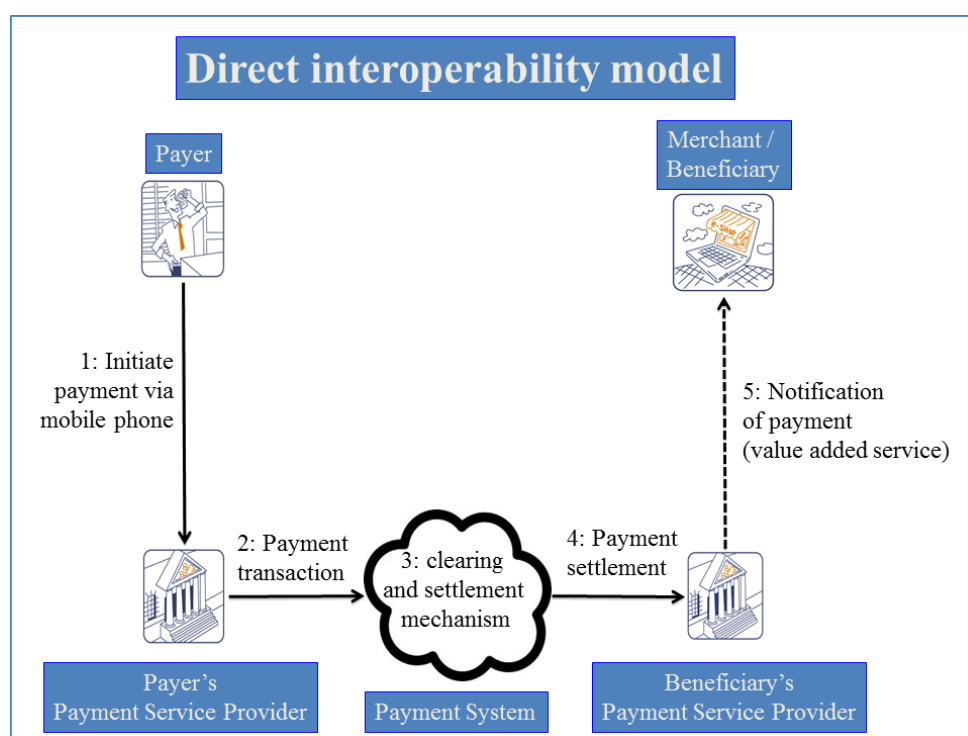 Direct interoperability model
Payer
Merchant /
Beneficiary
e-SHOP
1: Initiate
payment via
mobile phone
5: Notification
of payment
(value added service)
2: Payment
transaction
3: clearing
and settlement
mechanism
4: Payment
settlement
Payer's
Payment Service Provider
Payment System
Beneficiary's
Payment Service Provider